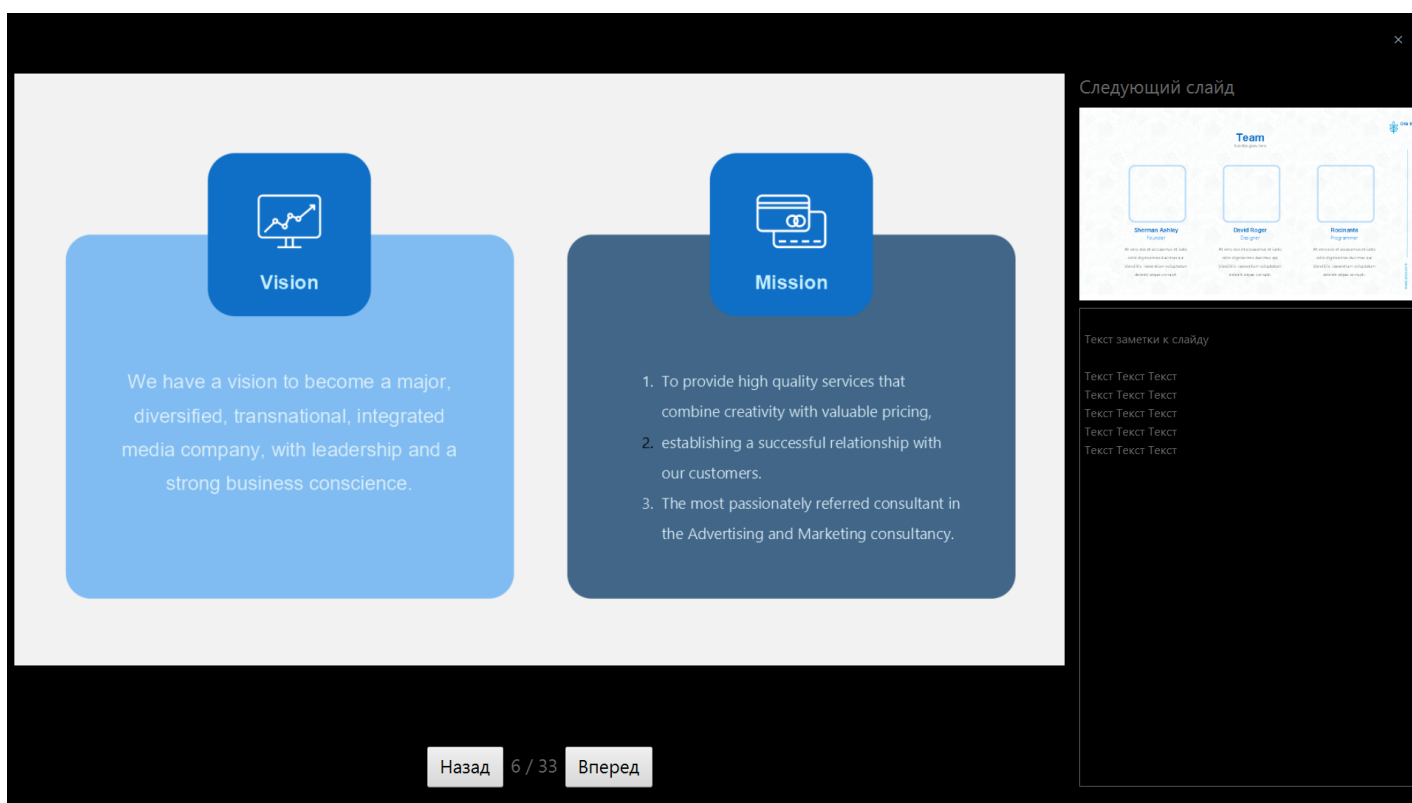 ×
Vision
We have a vision to become a major,
diversified, transnational, integrated
media company, with leadership and a
strong business conscience.
Mission
1. To provide high quality services that
combine creativity with valuable pricing,
2. establishing a successful relationship with
our customers.
3. The most passionately referred consultant in
the Advertising and Marketing consultancy.
Назад 6 / 33 Вперед
Следующий слайд
Team
Sherman Ashley
Founder
David Roger
Designer
Rocinante
Programmer
Текст заметки к слайду
Текст Текст Текст
Текст Текст Текст
Текст Текст Текст
Текст Текст Текст
Текст Текст Текст